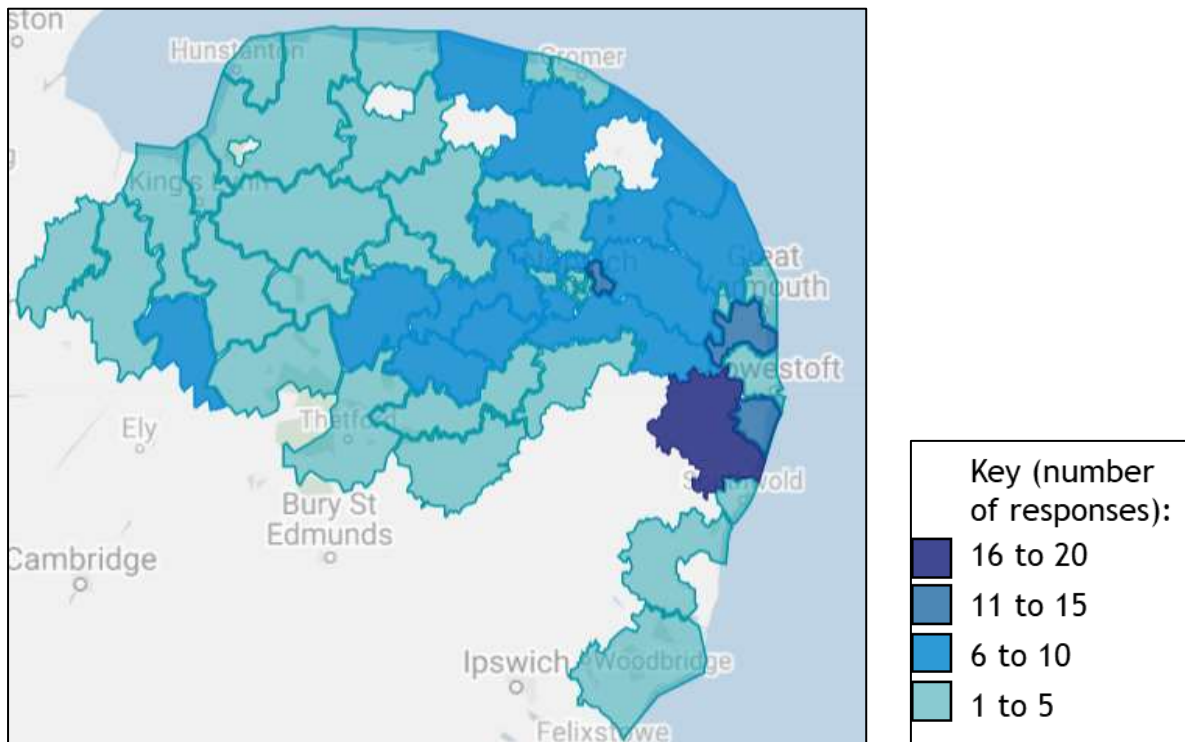 ston
Hunstanton
Cromer
King's Lynn
Norwich
Great
Yarmouth
Lowestoft
Thetford
Ely
Southwold
Bury St
Edmunds
Cambridge
Ipswich
Woodbridge
Felixstowe
Key (number
of responses):
16 to 20
11 to 15
6 to 10
1 to 5